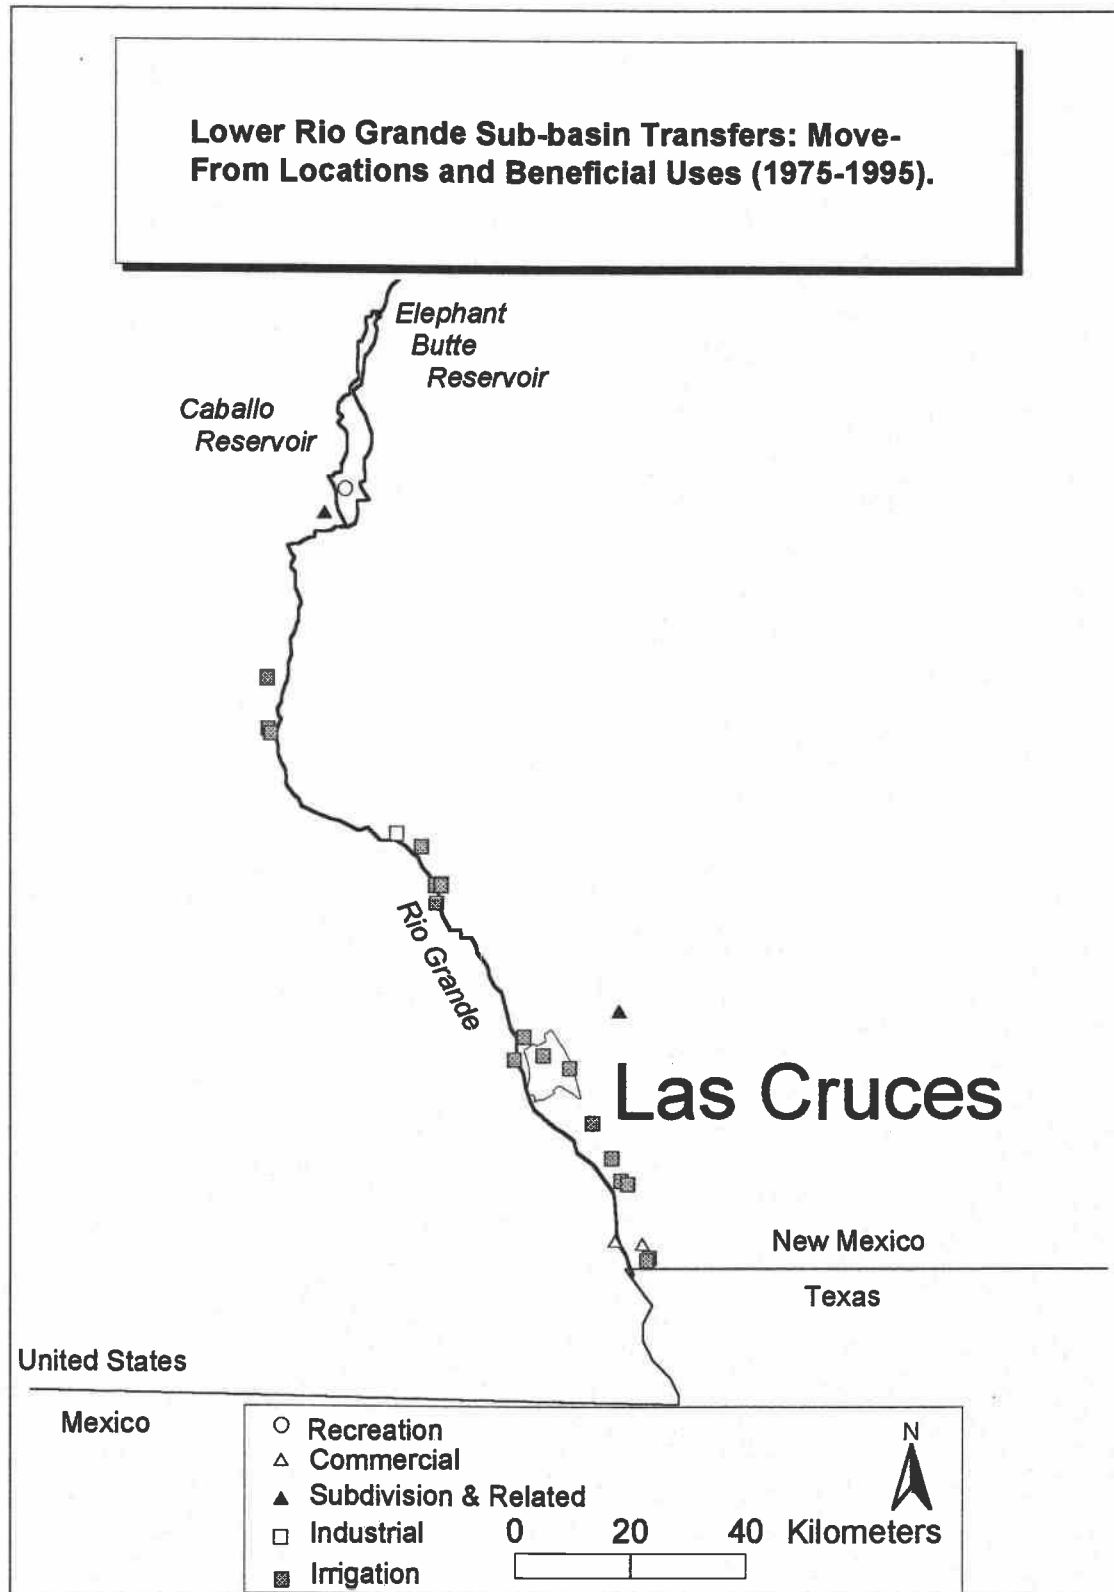 Lower Rio Grande Sub-basin Transfers: Move-
From Locations and Beneficial Uses (1975-1995).
Elephant
Butte
Reservoir
Caballo
Reservoir
Rio Grande
Las Cruces
New Mexico
Texas
United States
Mexico
Recreation
Commercial
Subdivision & Related
Industrial
Irrigation
0 20 40 Kilometers
N